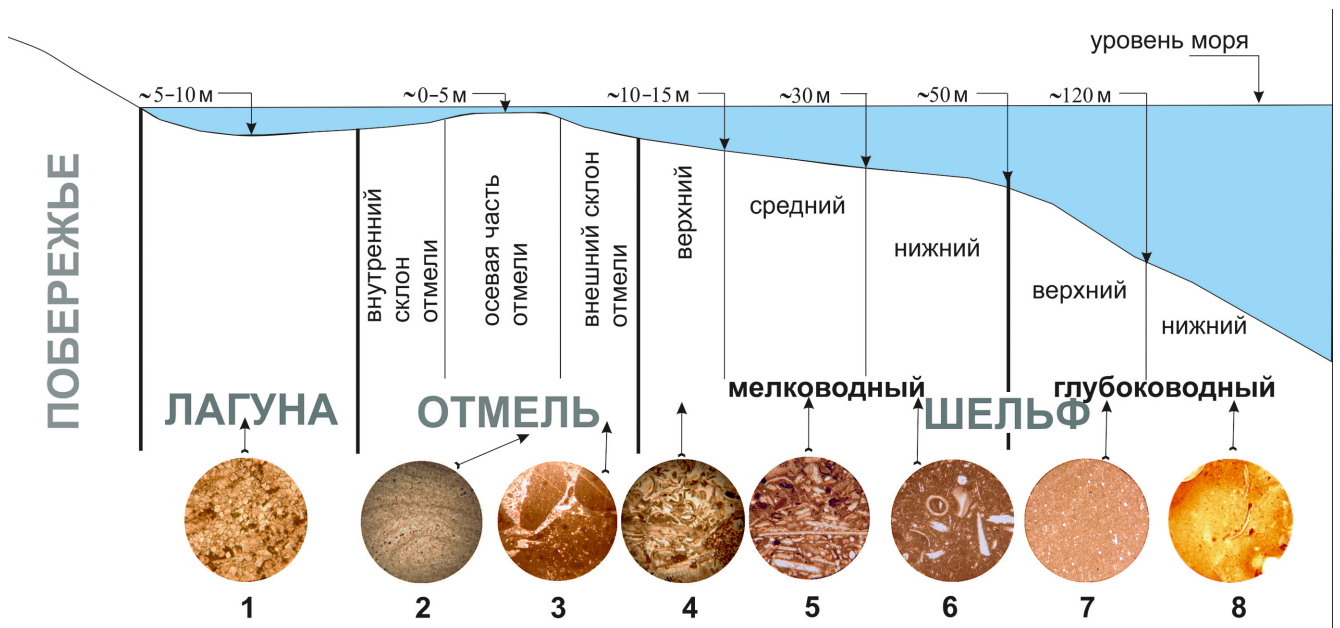 уровень моря
~5-10 м
~0-5 м
~10-15 м
~30 м
~50 м
~120 м
ПОБЕРЕЖЬЕ
внутренний
склон
отмели
осевая часть
отмели
внешний склон
отмели
верхний
средний
нижний
верхний
нижний
мелководный
глубоководный
ЛАГУНА
ОТМЕЛЬ
ШЕЛЬФ
1
2
3
4
5
6
7
8